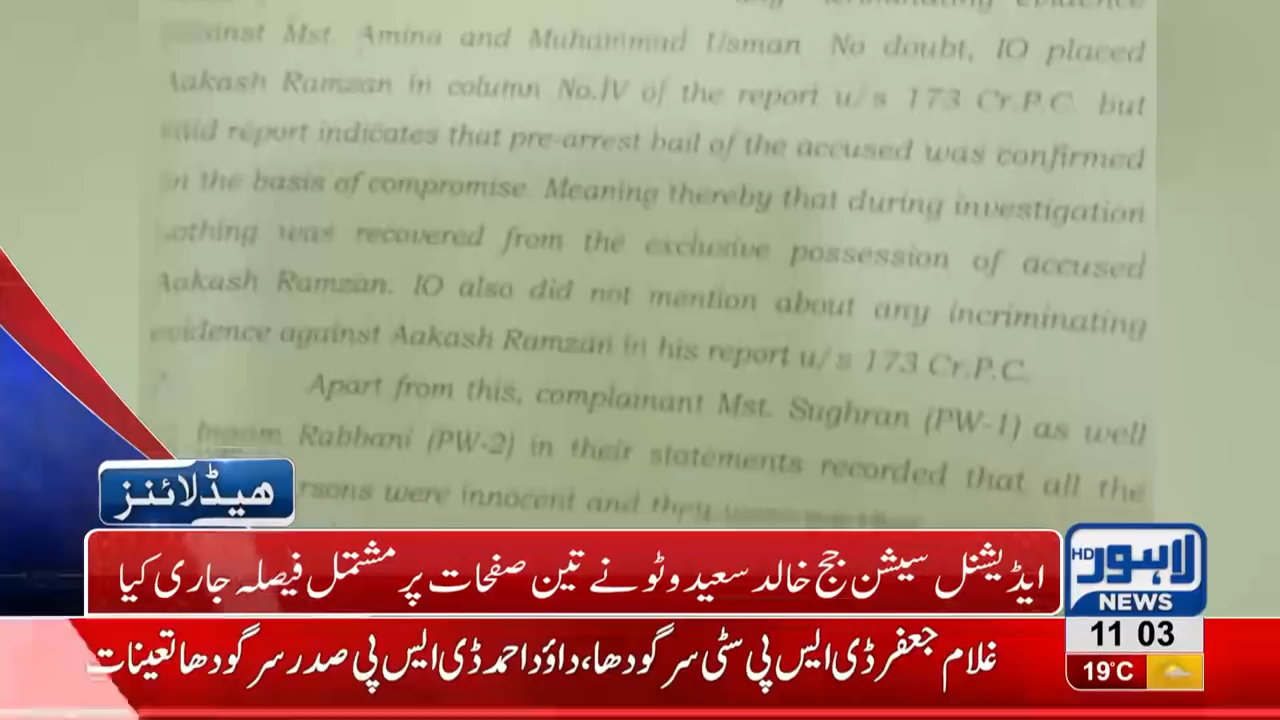 evidence
Mst. Amina and Muhammad Usman. No doubt, IO placed
Aakash Ramzan in column No.IV of the report u/s 173 Cr.P.C. but
said report indicates that pre-arrest bail of the accused was confirmed
on the basis of compromise. Meaning thereby that during investigation
nothing was recovered from the exclusive possession of accused
Aakash Ramzan. IO also did not mention about any incriminating
evidence against Aakash Ramzan in his report u/s 173 Cr.P.C.
Apart from this, complainant Mst. Sughran (PW-1) as well
Rabbani (PW-2) in their statements recorded that all the
rsons were innocent and they
ھیڈلائنز
ایڈیشنل سیشن جج خالد سعید وٹو نے تین صفحات پر مشتمل فیصلہ جاری کیا
HD لاہور
NEWS
11 03
19°C
غلام جعفر ڈی ایس پی سٹی سرگودھا، داؤد احمد ڈی ایس پی صدر سرگودھا تعینات